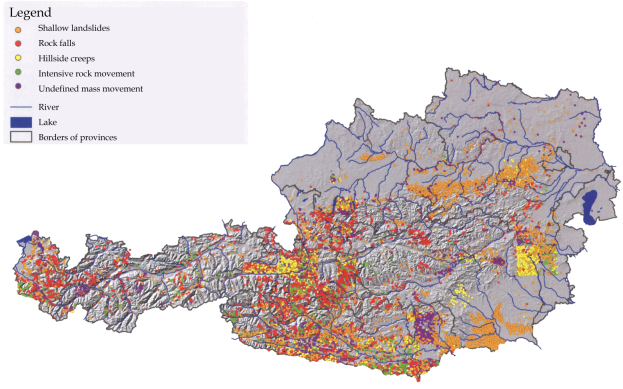 Legend
Shallow landslides
Rock falls
Hillside creeps
Intensive rock movement
Undefined mass movement
River
Lake
Borders of provinces